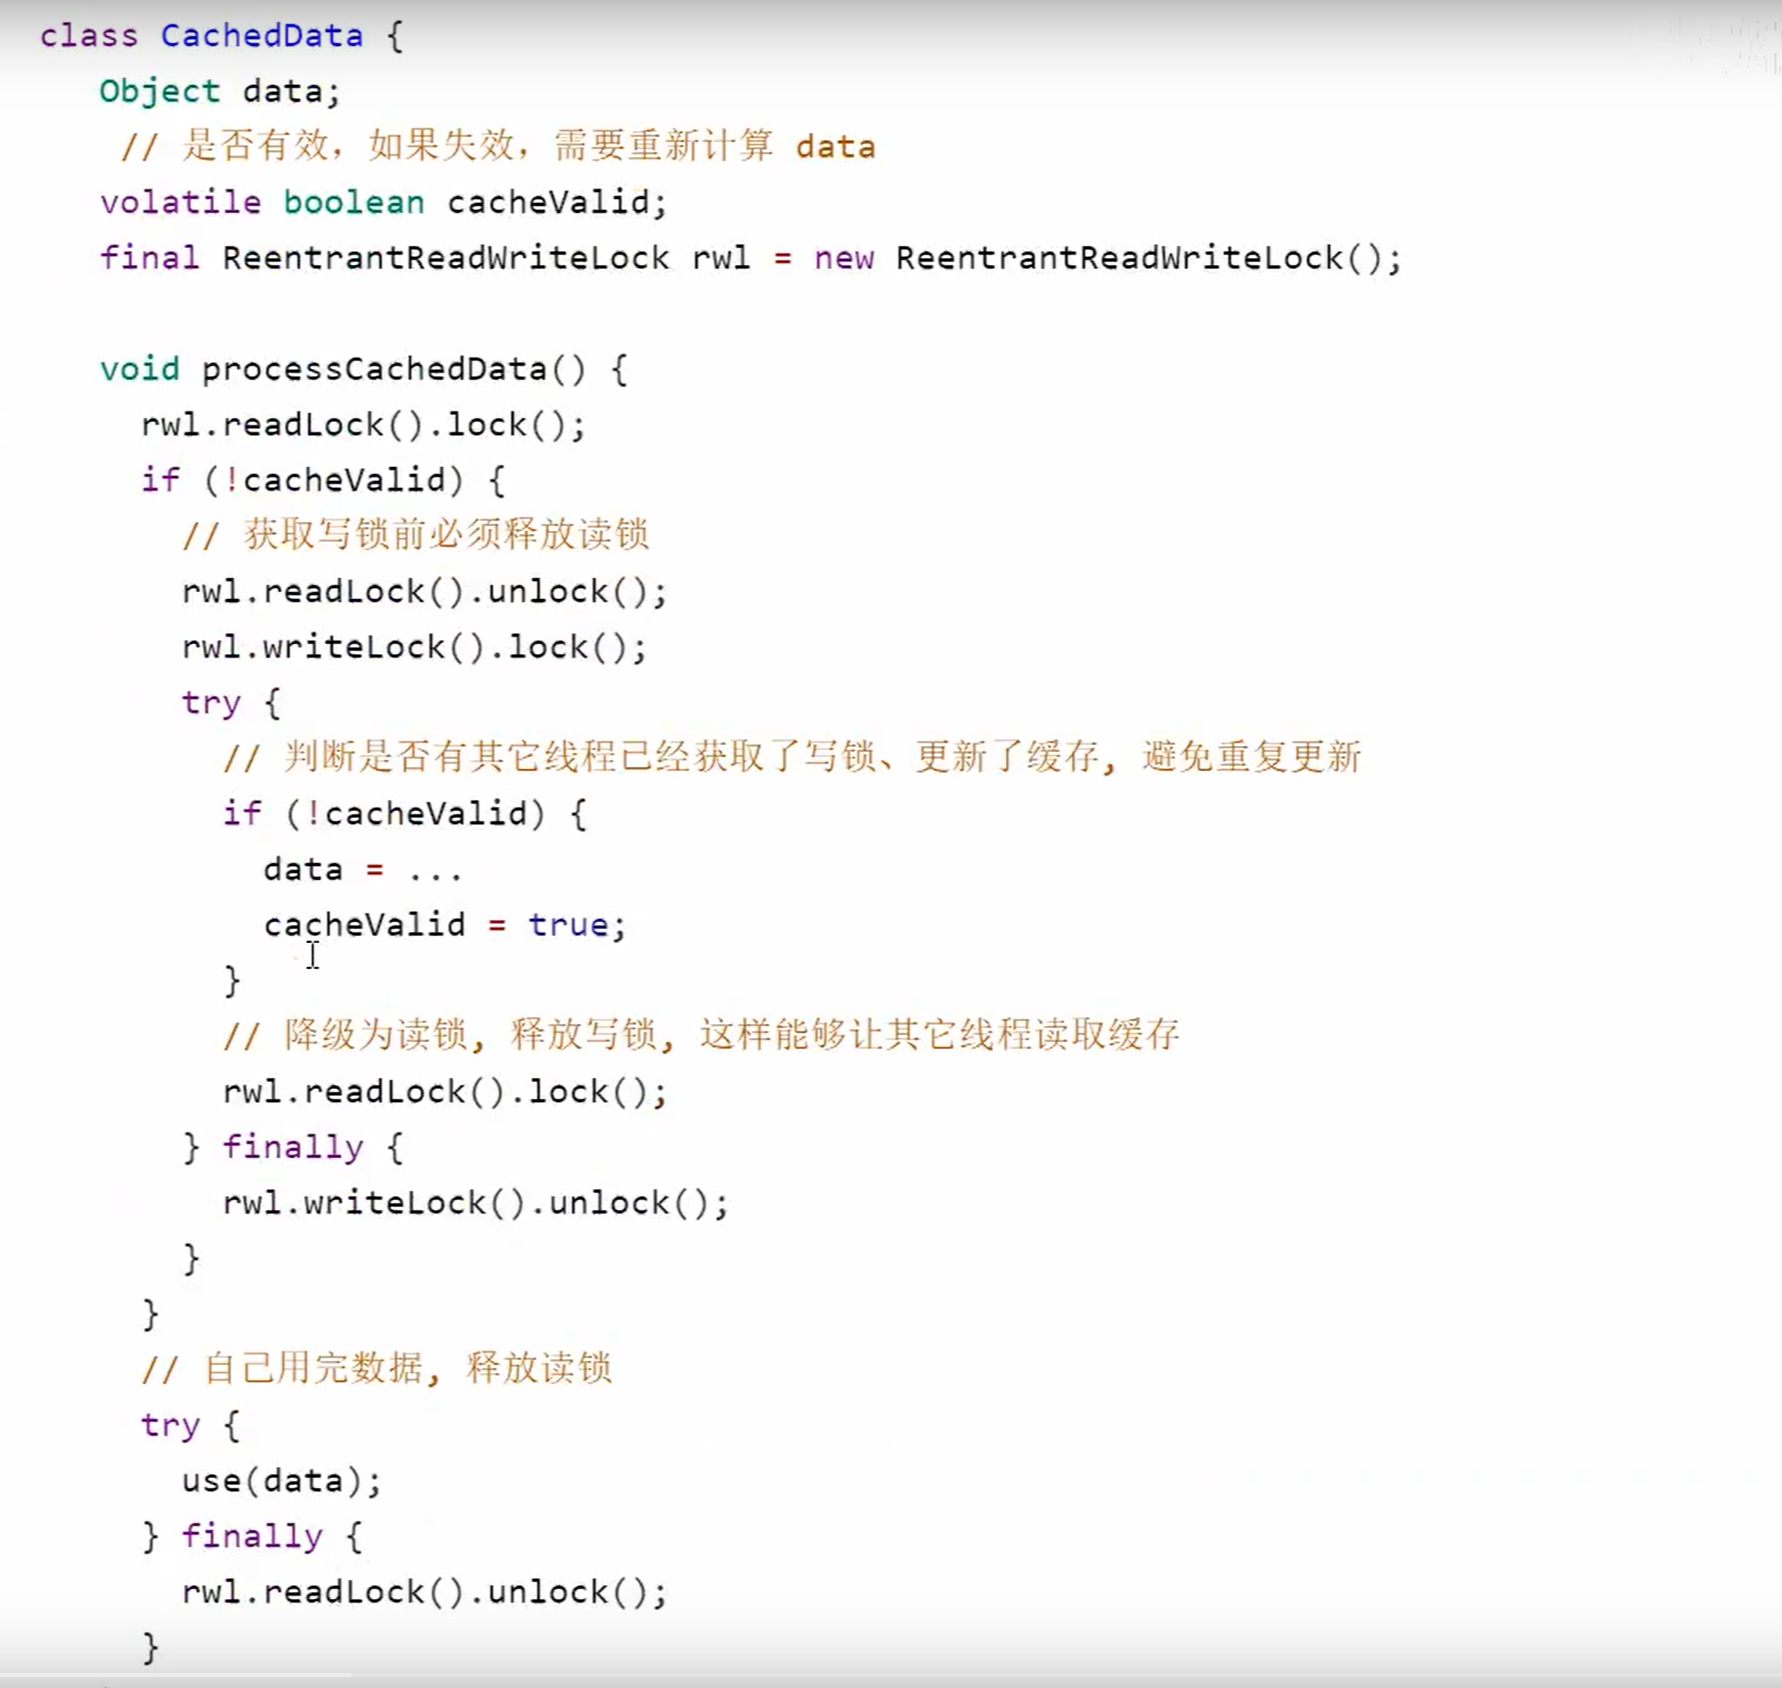 class CachedData {
Object data;
// 是否有效，如果失效，需要重新计算 data
volatile boolean cacheValid;
final ReentrantReadWriteLock rwl = new ReentrantReadWriteLock();
void processCachedData() {
rwl.readLock().lock();
if (!cacheValid) {
// 获取写锁前必须释放读锁
rwl.readLock().unlock();
rwl.writeLock().lock();
try {
// 判断是否有其它线程已经获取了写锁、更新了缓存, 避免重复更新
if (!cacheValid) {
data = ...
cacheValid = true;
}
// 降级为读锁, 释放写锁, 这样能够让其它线程读取缓存
rwl.readLock().lock();
} finally {
rwl.writeLock().unlock();
}
}
// 自己用完数据, 释放读锁
try {
use(data);
} finally {
rwl.readLock().unlock();
}